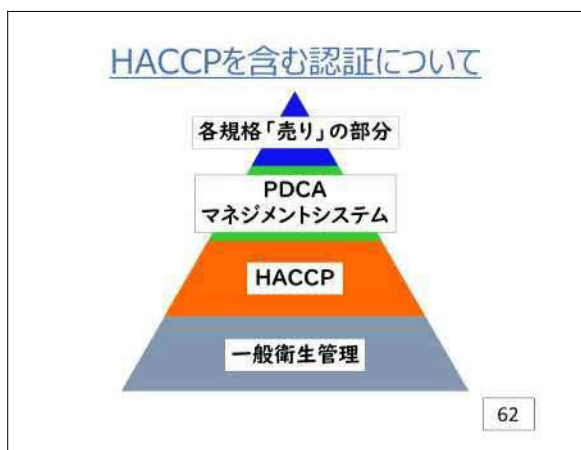 HACCPを含む認証について
各規格「売り」の部分
PDCA
マネジメントシステム
HACCP
一般衛生管理
62